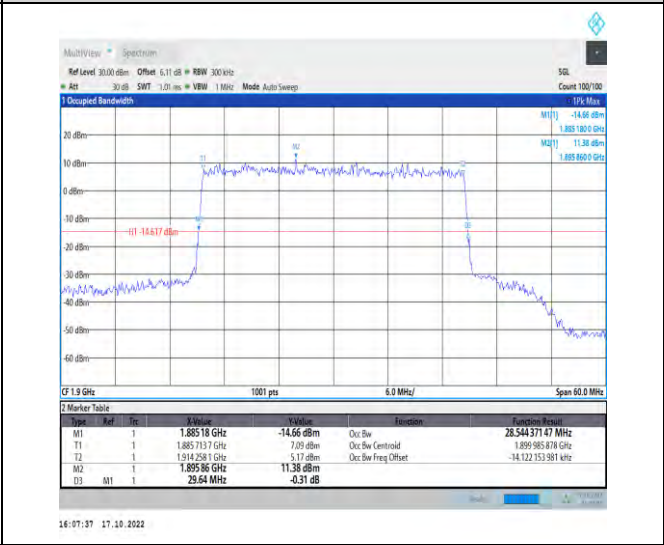 MultiView Spectrum
Ref Level 30.00 dBm Offset 6.11 dB RBW 300 kHz SGL
Att 30 dB SWT 1.01 ms VBW 1 MHz Mode Auto Sweep Count 100/100
1 Occupied Bandwidth 1Pk Max
M1[1] -14.66 dBm
1.885 180 0 GHz
M2[1] 11.38 dBm
1.895 860 0 GHz
20 dBm
10 dBm
0 dBm
-10 dBm
-20 dBm
-30 dBm
-40 dBm
-50 dBm
-60 dBm
M2
T1
H1 -14.617 dBm
CF 1.9 GHz 1001 pts 6.0 MHz/ Span 60.0 MHz
2 Marker Table
Type Ref Trc X-Value Y-Value Function Function Result
M1 1 1.88518 GHz -14.66 dBm Occ Bw 28.544 371 47 MHz
T1 1 1.885 713 7 GHz 7.09 dBm Occ Bw Centroid 1.899 985 878 GHz
T2 1 1.914 258 1 GHz 5.17 dBm Occ Bw Freq Offset -14.122 153 981 kHz
M2 1 1.89586 GHz 11.38 dBm
D3 M1 1 29.64 MHz -0.31 dB
16:07:37 17.10.2022